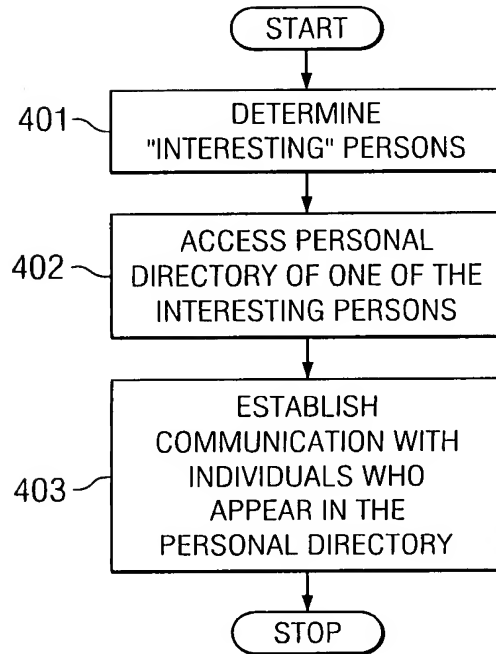 START
401
DETERMINE
"INTERESTING" PERSONS
402
ACCESS PERSONAL
DIRECTORY OF ONE OF THE
INTERESTING PERSONS
403
ESTABLISH
COMMUNICATION WITH
INDIVIDUALS WHO
APPEAR IN THE
PERSONAL DIRECTORY
STOP